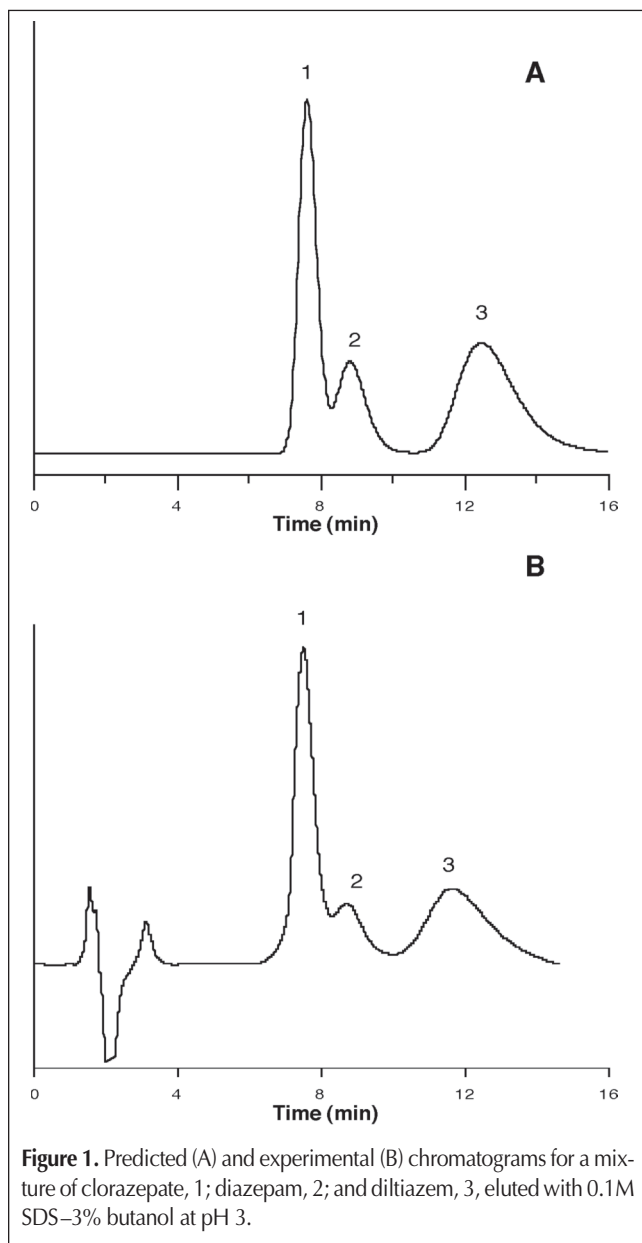 A
1
2
3
0 4 8 12 16
Time (min)
B
1
2
3
0 4 8 12 16
Time (min)
Figure 1. Predicted (A) and experimental (B) chromatograms for a mix-
ture of clorazepate, 1; diazepam, 2; and diltiazem, 3, eluted with 0.1M
SDS–3% butanol at pH 3.